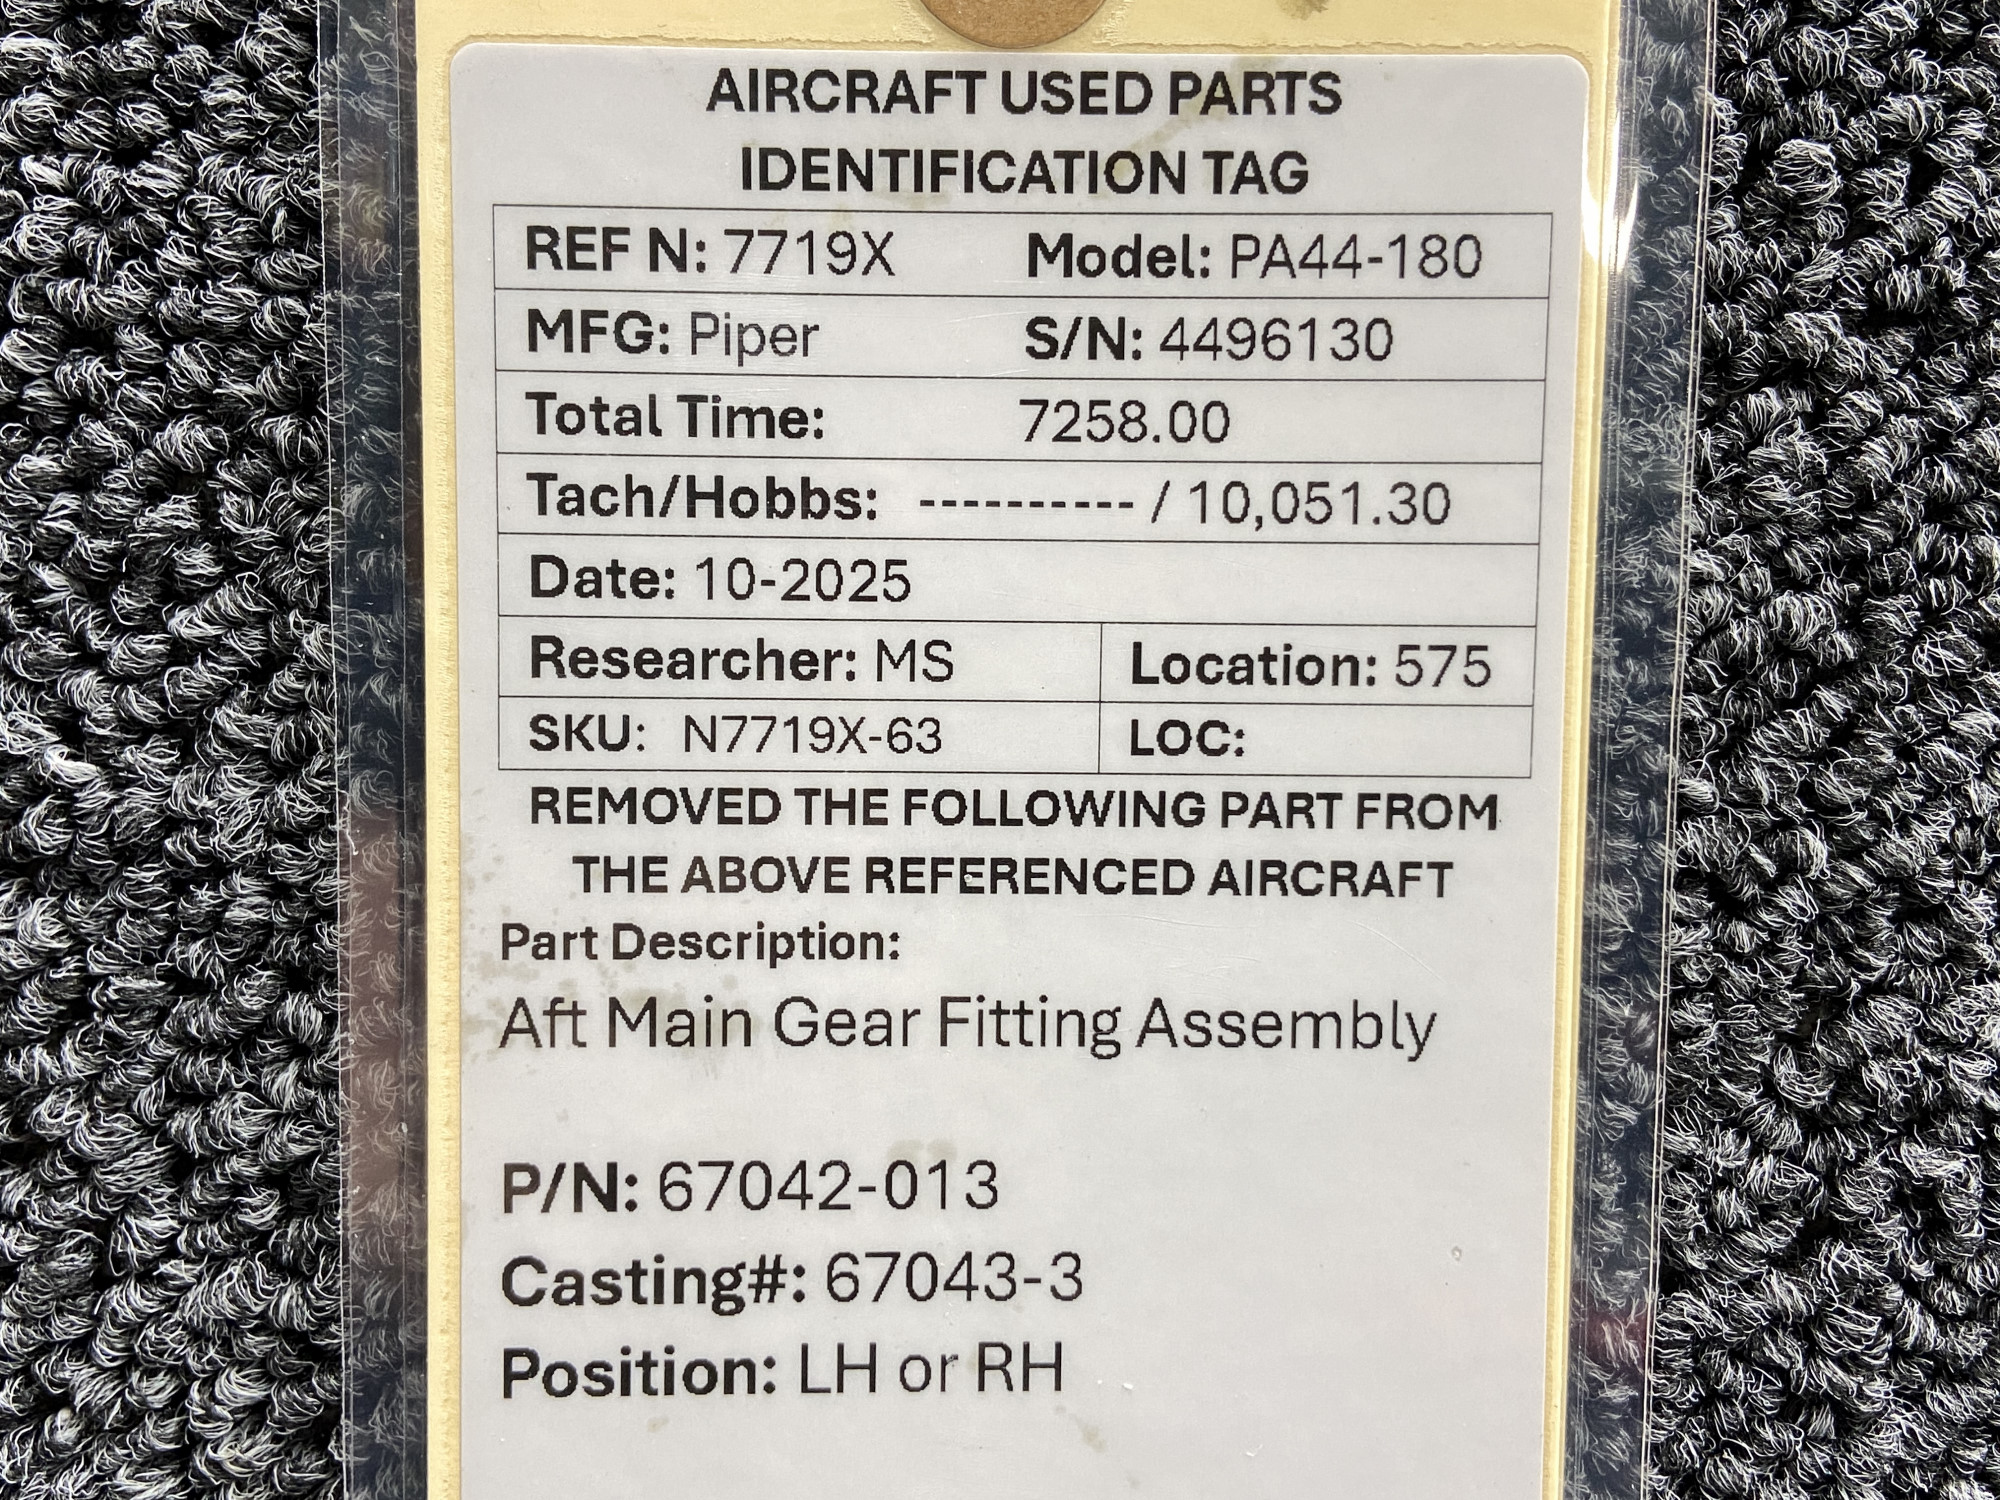 AIRCRAFT USED PARTS
IDENTIFICATION TAG
REF N: 7719X Model: PA44-180
MFG: Piper S/N: 4496130
Total Time: 7258.00
Tach/Hobbs: ---------- / 10,051.30
Date: 10-2025
Researcher: MS Location: 575
SKU: N7719X-63 LOC:
REMOVED THE FOLLOWING PART FROM
THE ABOVE REFERENCED AIRCRAFT
Part Description:
Aft Main Gear Fitting Assembly
P/N: 67042-013
Casting#: 67043-3
Position: LH or RH